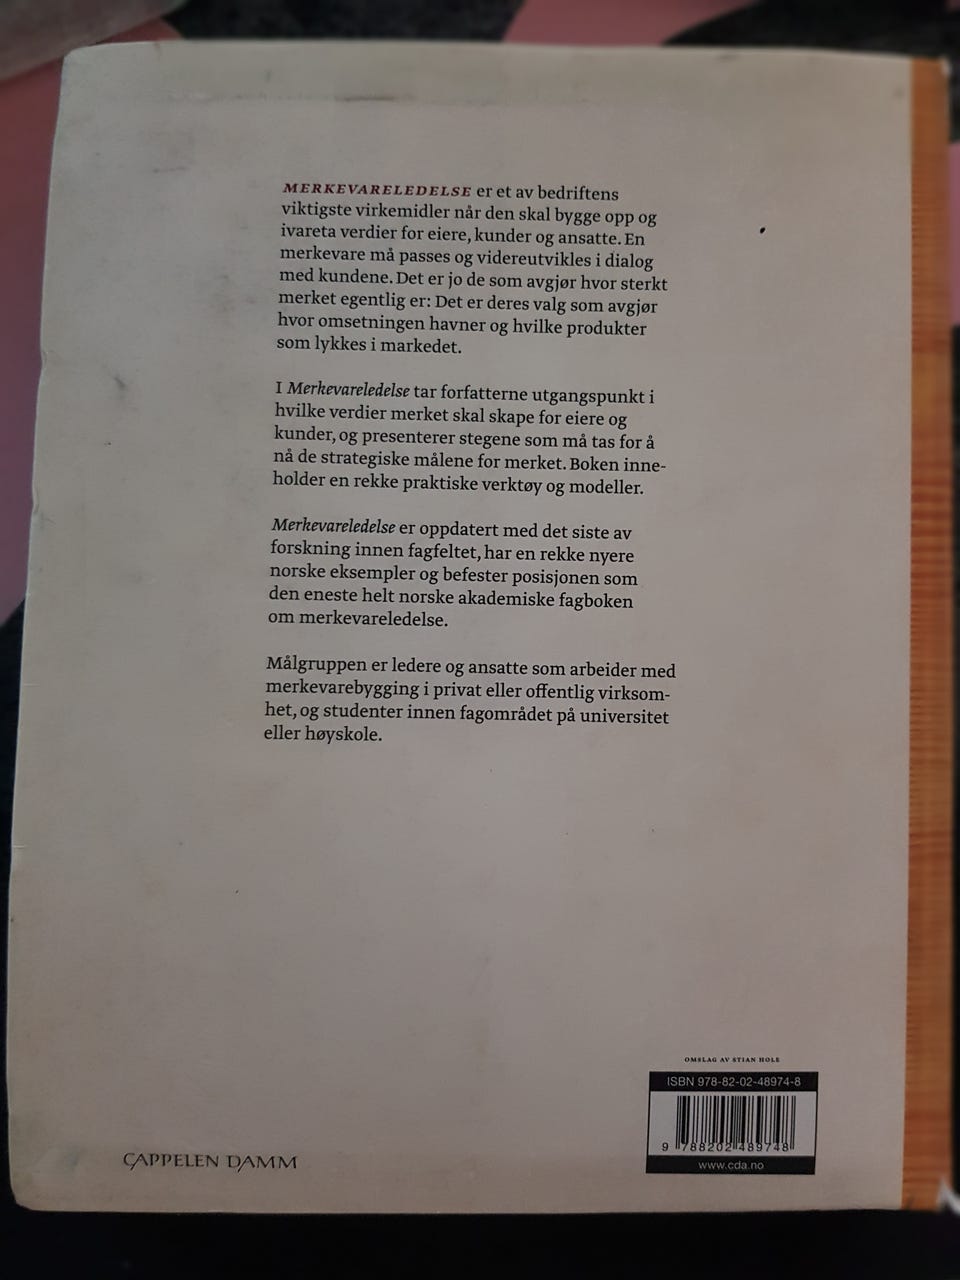 MERKEVARELEDELSE er et av bedriftens
viktigste virkemidler når den skal bygge opp og
ivareta verdier for eiere, kunder og ansatte. En
merkevare må passes og videreutvikles i dialog
med kundene. Det er jo de som avgjør hvor sterkt
merket egentlig er: Det er deres valg som avgjør
hvor omsetningen havner og hvilke produkter
som lykkes i markedet.
I Merkevareledelse tar forfatterne utgangspunkt i
hvilke verdier merket skal skape for eiere og
kunder, og presenterer stegene som må tas for å
nå de strategiske målene for merket. Boken inne-
holder en rekke praktiske verktøy og modeller.
Merkevareledelse er oppdatert med det siste av
forskning innen fagfeltet, har en rekke nyere
norske eksempler og befester posisjonen som
den eneste helt norske akademiske fagboken
om merkevareledelse.
Målgruppen er ledere og ansatte som arbeider med
merkevarebygging i privat eller offentlig virksom-
het, og studenter innen fagområdet på universitet
eller høyskole.
OMSLAG AV STIAN HOLE
ISBN 978-82-02-48974-8
9 788202 489748
www.cda.no
CAPPELEN DAMM